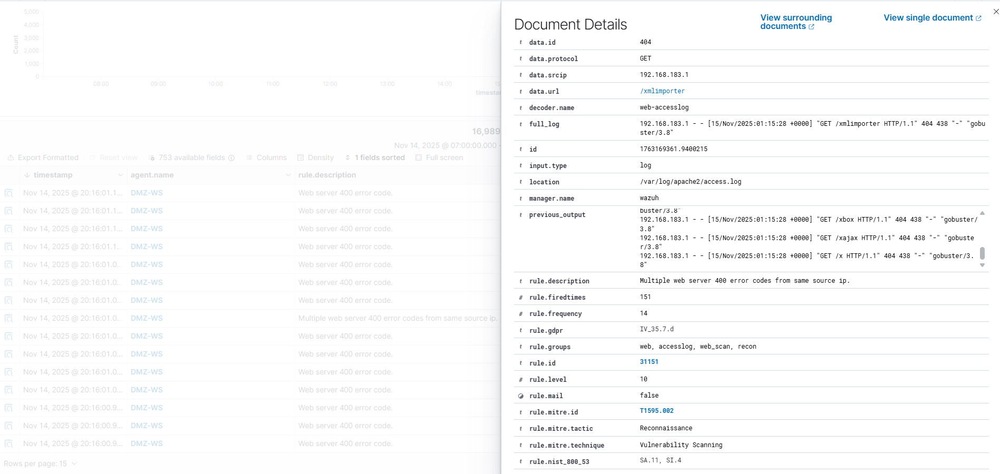 5,000
4,000
3,000
2,000
1,000
0
Count
08:00 09:00 10:00 11:00 12:00 13:00 14:00 15
timestan
16,989
Nov 14, 2025 @ 07:00:00.000 -
Export Formatted Reset view 753 available fields Columns Density 1 fields sorted Full screen
timestamp agent.name rule.description
Nov 14, 2025 @ 20:16:01.1... DMZ-WS Web server 400 error code.
Nov 14, 2025 @ 20:16:01.1... DMZ-WS Web server 400 error code.
Nov 14, 2025 @ 20:16:01.1... DMZ-WS Web server 400 error code.
Nov 14, 2025 @ 20:16:01.1... DMZ-WS Web server 400 error code.
Nov 14, 2025 @ 20:16:01.0... DMZ-WS Web server 400 error code.
Nov 14, 2025 @ 20:16:01.0... DMZ-WS Web server 400 error code.
Nov 14, 2025 @ 20:16:01.0... DMZ-WS Web server 400 error code.
Nov 14, 2025 @ 20:16:01.0... DMZ-WS Multiple web server 400 error codes from same source ip.
Nov 14, 2025 @ 20:16:01.0... DMZ-WS Web server 400 error code.
Nov 14, 2025 @ 20:16:01.0... DMZ-WS Web server 400 error code.
Nov 14, 2025 @ 20:16:01.0... DMZ-WS Web server 400 error code.
Nov 14, 2025 @ 20:16:01.0... DMZ-WS Web server 400 error code.
Nov 14, 2025 @ 20:16:00.9... DMZ-WS Web server 400 error code.
Nov 14, 2025 @ 20:16:00.9... DMZ-WS Web server 400 error code.
Nov 14, 2025 @ 20:16:00.9... DMZ-WS Web server 400 error code.
Rows per page: 15
Document Details
View surrounding
documents
View single document
t data.id 404
t data.protocol GET
t data.srcip 192.168.183.1
t data.url /xmlimporter
t decoder.name web-accesslog
t full_log 192.168.183.1 - - [15/Nov/2025:01:15:28 +0000] "GET /xmlimporter HTTP/1.1" 404 438 "-" "gobu
ster/3.8"
t id 1763169361.9400215
t input.type log
t location /var/log/apache2/access.log
t manager.name wazuh
t previous_output buster/3.8"
192.168.183.1 - - [15/Nov/2025:01:15:28 +0000] "GET /xbox HTTP/1.1" 404 438 "-" "gobuster/
3.8"
192.168.183.1 - - [15/Nov/2025:01:15:28 +0000] "GET /xajax HTTP/1.1" 404 438 "-" "gobuste
r/3.8"
192.168.183.1 - - [15/Nov/2025:01:15:28 +0000] "GET /x HTTP/1.1" 404 438 "-" "gobuster/3.
8"
t rule.description Multiple web server 400 error codes from same source ip.
# rule.firedtimes 151
# rule.frequency 14
t rule.gdpr IV_35.7.d
t rule.groups web, accesslog, web_scan, recon
t rule.id 31151
# rule.level 10
rule.mail false
t rule.mitre.id T1595.002
t rule.mitre.tactic Reconnaissance
t rule.mitre.technique Vulnerability Scanning
t rule.nist_800_53 SA.11, SI.4